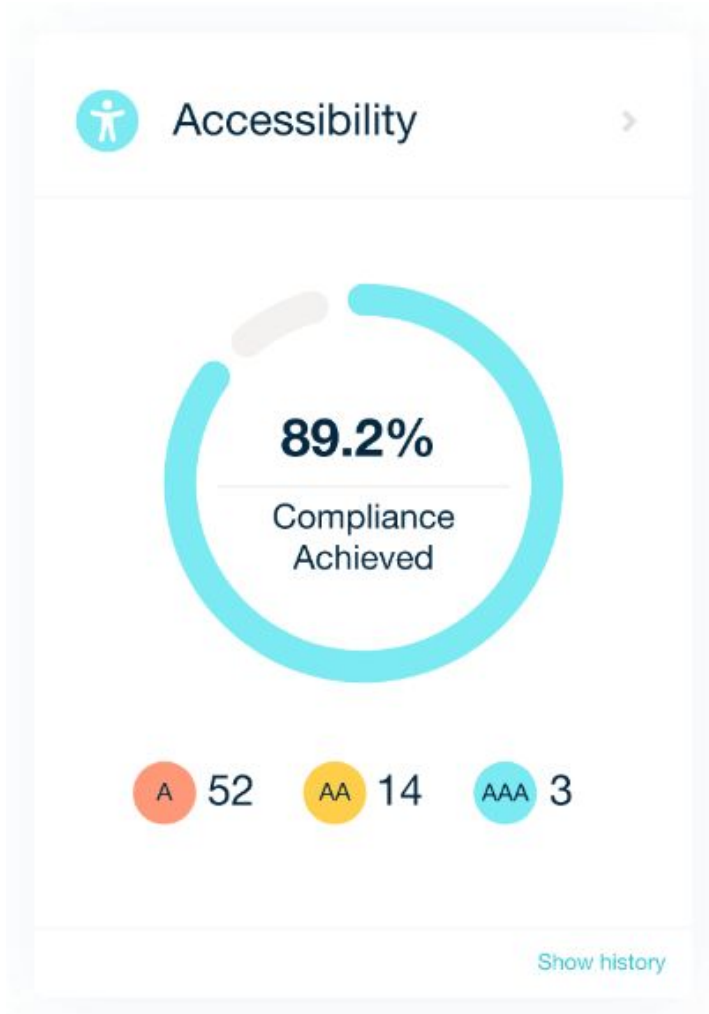 Accessibility
89.2%
Compliance
Achieved
A 52 AA 14 AAA 3
Show history